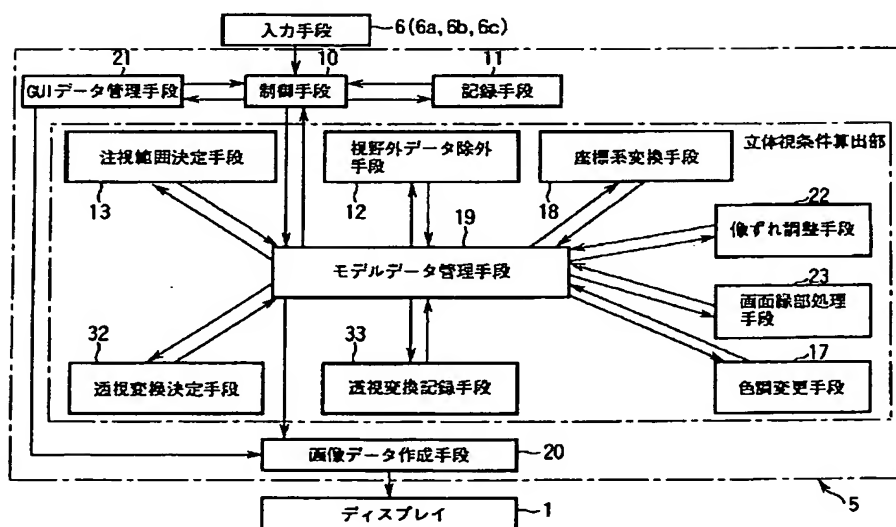 入力手段
6(6a,6b,6c)
21
10
11
GUIデータ管理手段
制御手段
記録手段
立体視条件算出部
注視範囲決定手段
視野外データ除外
手段
座標系変換手段
13
12
18
22
19
像ずれ調整手段
モデルデータ管理手段
23
画面縁部処理
手段
32
33
17
透視変換決定手段
透視変換記録手段
色調変更手段
画像データ作成手段
20
5
ディスプレイ
1